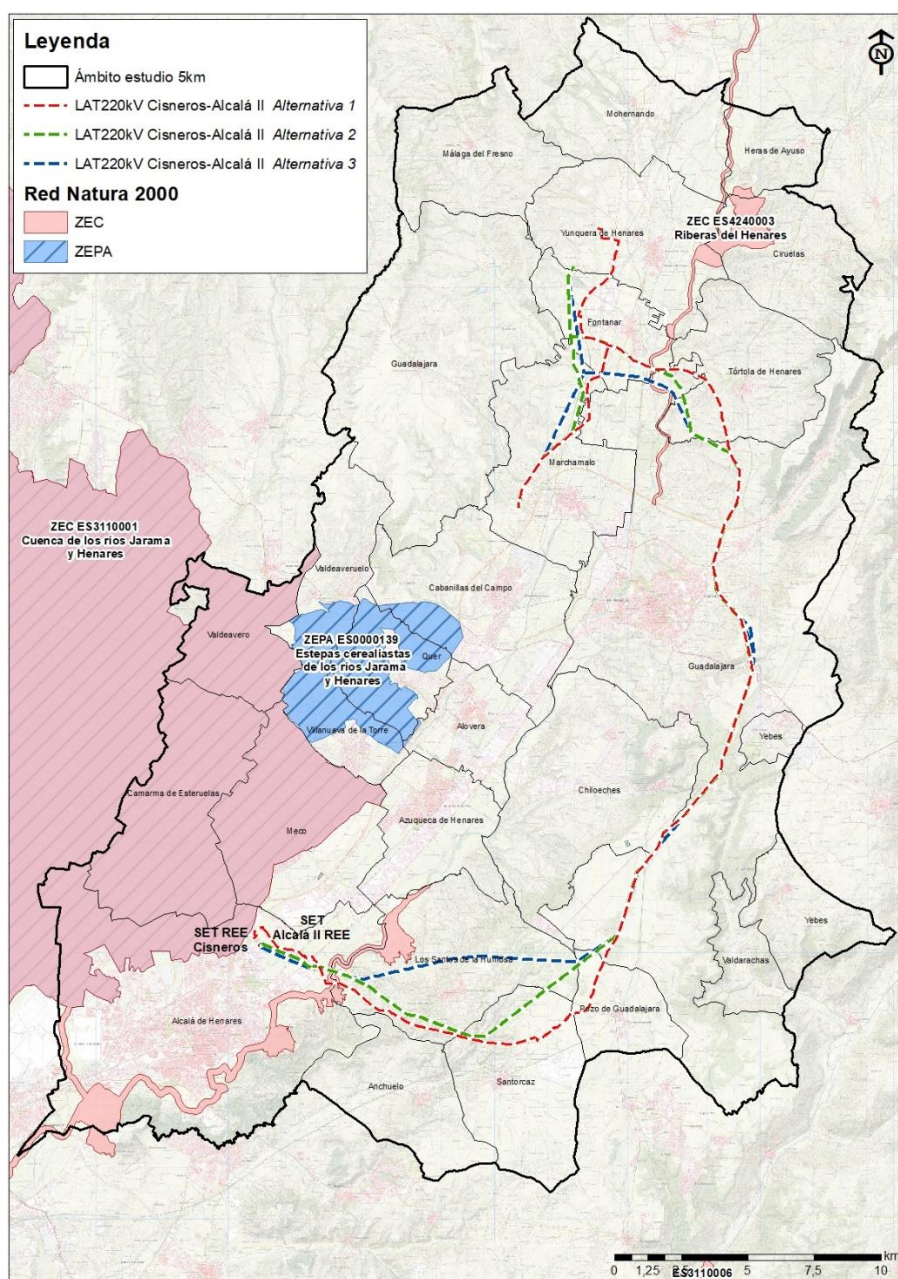 Leyenda
Ámbito estudio 5km
LAT220kV Cisneros-Alcalá II Alternativa 1
LAT220kV Cisneros-Alcalá II Alternativa 2
LAT220kV Cisneros-Alcalá II Alternativa 3
Red Natura 2000
ZEC
ZEPA
N
Mohernando
Málaga del Fresno
Heras de Ayuso
ZEC ES4240003
Riberas del Henares
Yunquera de Henares
Ciruelas
Fontanar
Guadalajara
Tórtola de Henares
Marchamalo
ZEC ES3110001
Cuenca de los ríos Jarama
y Henares
Valdeaveruelo
Cabanillas del Campo
Valdeavero
ZEPA ES0000139
Estepas cerealiastas
de los ríos Jarama
y Henares
Quer
Guadalajara
Villanueva de la Torre
Alovera
Yebes
Camarma de Esteruelas
Chiloeches
Azuqueca de Henares
Meco
SET REE
Cisneros
SET
Alcalá II REE
Los Santos de la Humosa
Yebes
Valdarachas
Pozo de Guadalajara
Alcalá de Henares
Anchuelo
Santorcaz
km
0 1,25 2,5 5 7,5 10
ES3110006